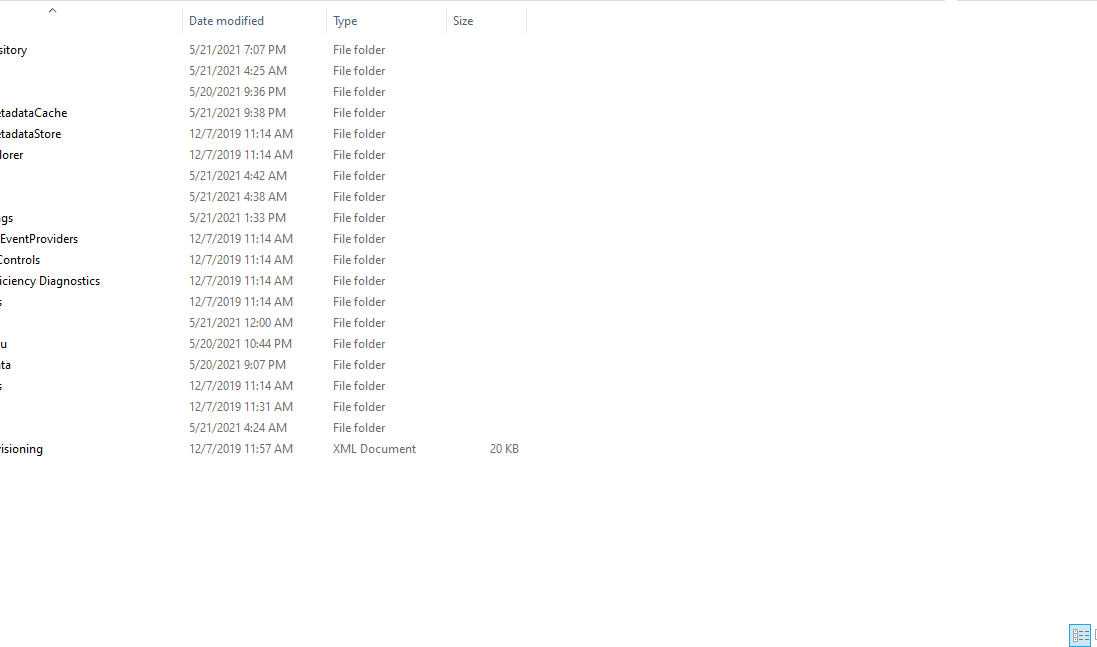 Date modified Type Size
sitory 5/21/2021 7:07 PM File folder
5/21/2021 4:25 AM File folder
5/20/2021 9:36 PM File folder
etadataCache 5/21/2021 9:38 PM File folder
etadataStore 12/7/2019 11:14 AM File folder
lorer 12/7/2019 11:14 AM File folder
5/21/2021 4:42 AM File folder
5/21/2021 4:38 AM File folder
ngs 5/21/2021 1:33 PM File folder
EventProviders 12/7/2019 11:14 AM File folder
Controls 12/7/2019 11:14 AM File folder
iciency Diagnostics 12/7/2019 11:14 AM File folder
s 12/7/2019 11:14 AM File folder
5/21/2021 12:00 AM File folder
u 5/20/2021 10:44 PM File folder
ta 5/20/2021 9:07 PM File folder
s 12/7/2019 11:14 AM File folder
12/7/2019 11:31 AM File folder
5/21/2021 4:24 AM File folder
visioning 12/7/2019 11:57 AM XML Document 20 KB